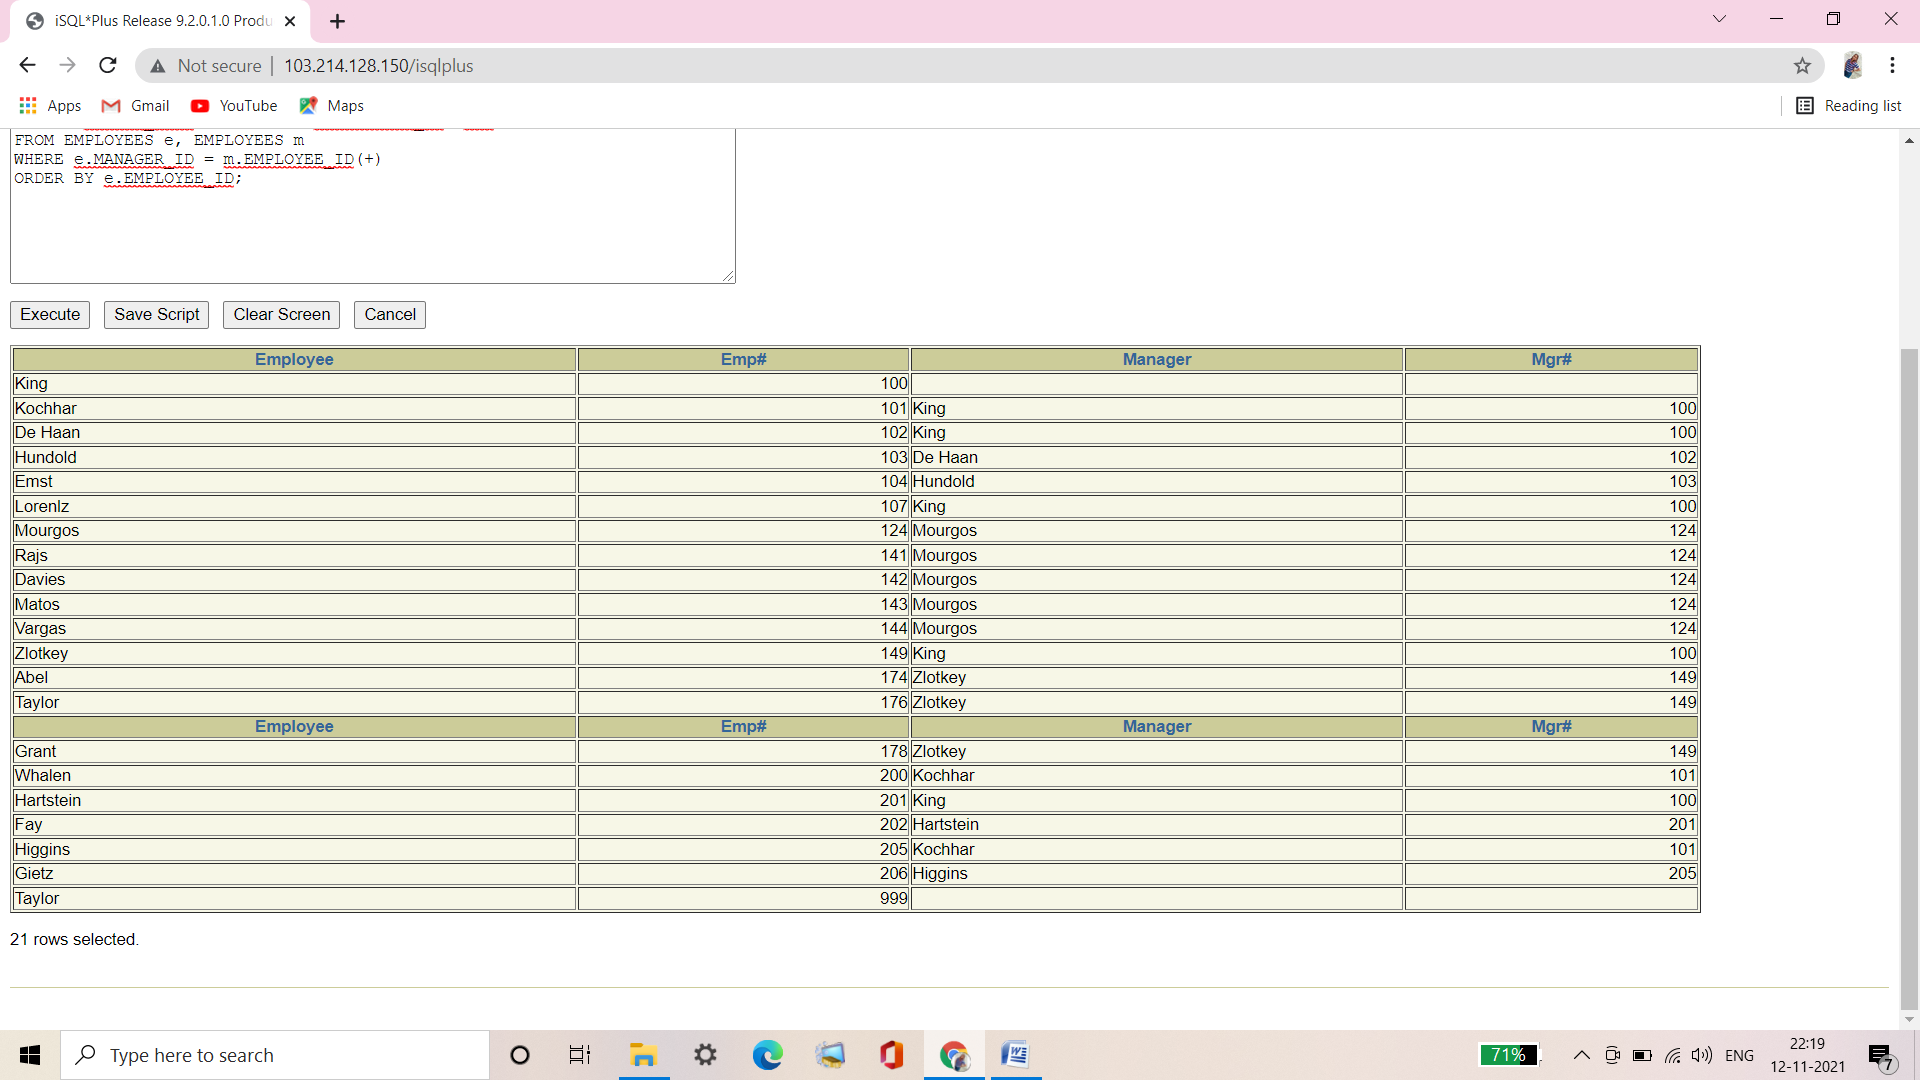 iSQL*Plus Release 9.2.0.1.0 Produ
Not secure | 103.214.128.150/isqlplus
Apps Gmail YouTube Maps Reading list
FROM EMPLOYEES e, EMPLOYEES m
WHERE e.MANAGER_ID = m.EMPLOYEE_ID(+)
ORDER BY e.EMPLOYEE_ID;
Execute Save Script Clear Screen Cancel
Employee Emp# Manager Mgr#
King 100
Kochhar 101 King 100
De Haan 102 King 100
Hundold 103 De Haan 102
Ernst 104 Hundold 103
Lorenlz 107 King 100
Mourgos 124 Mourgos 124
Rajs 141 Mourgos 124
Davies 142 Mourgos 124
Matos 143 Mourgos 124
Vargas 144 Mourgos 124
Zlotkey 149 King 100
Abel 174 Zlotkey 149
Taylor 176 Zlotkey 149
Employee Emp# Manager Mgr#
Grant 178 Zlotkey 149
Whalen 200 Kochhar 101
Hartstein 201 King 100
Fay 202 Hartstein 201
Higgins 205 Kochhar 101
Gietz 206 Higgins 205
Taylor 999
21 rows selected.
Type here to search
71%
ENG
22:19
12-11-2021
7